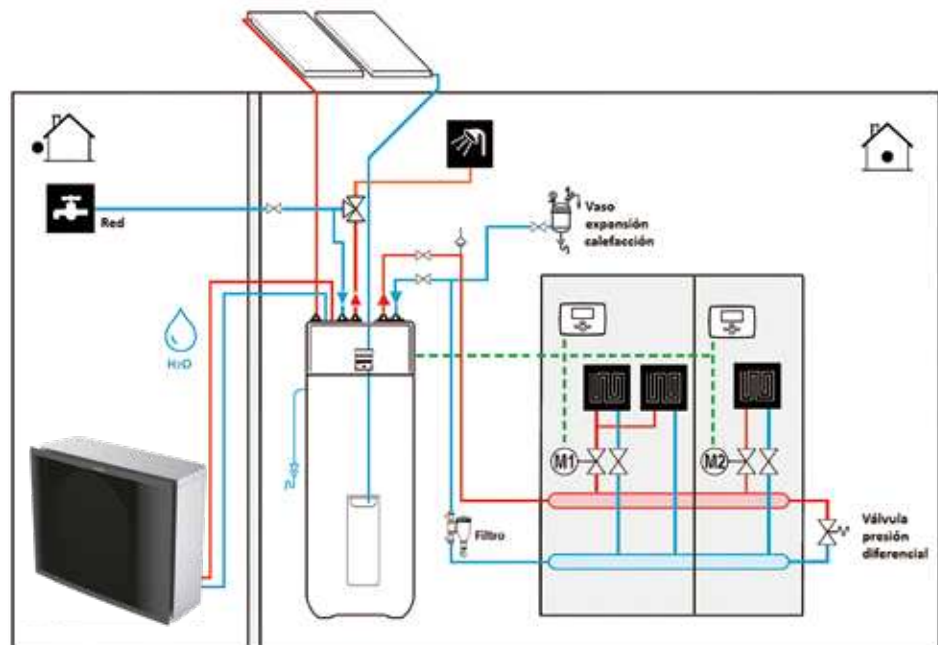 Red
Vaso
expansión
calefacción
H₂O
M1
M2
Filtro
Válvula
presión
diferencial